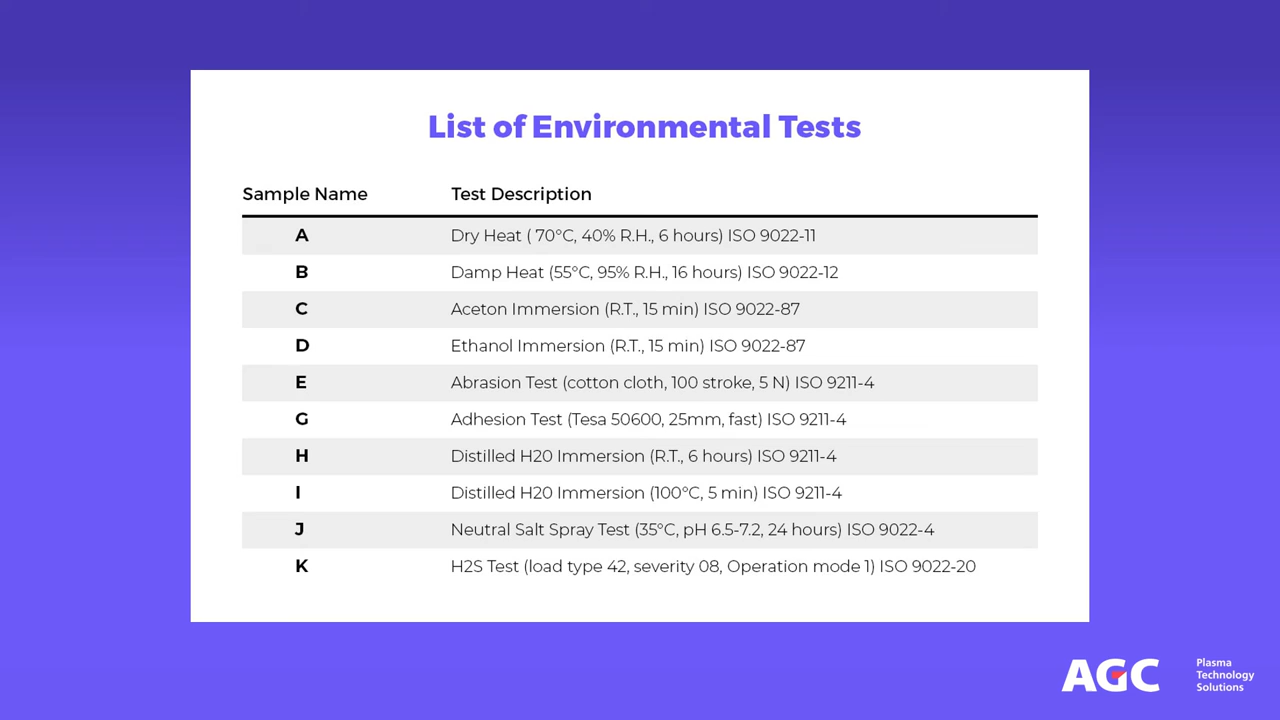 List of Environmental Tests
Sample Name Test Description
A Dry Heat ( 70°C, 40% R.H., 6 hours) ISO 9022-11
B Damp Heat (55°C, 95% R.H., 16 hours) ISO 9022-12
C Aceton Immersion (R.T., 15 min) ISO 9022-87
D Ethanol Immersion (R.T., 15 min) ISO 9022-87
E Abrasion Test (cotton cloth, 100 stroke, 5 N) ISO 9211-4
G Adhesion Test (Tesa 50600, 25mm, fast) ISO 9211-4
H Distilled H20 Immersion (R.T., 6 hours) ISO 9211-4
I Distilled H20 Immersion (100°C, 5 min) ISO 9211-4
J Neutral Salt Spray Test (35°C, pH 6.5-7.2, 24 hours) ISO 9022-4
K H2S Test (load type 42, severity 08, Operation mode 1) ISO 9022-20
AGC
Plasma
Technology
Solutions